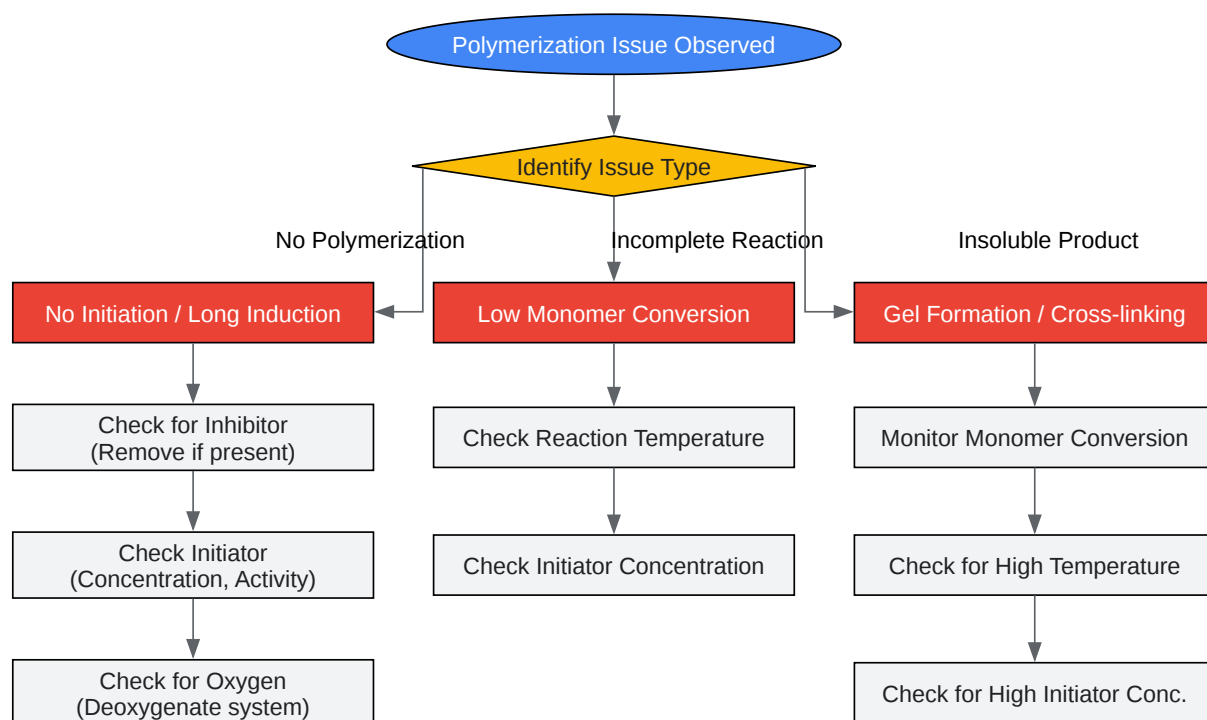 Polymerization Issue Observed
Identify Issue Type
No Polymerization
Incomplete Reaction
Insoluble Product
No Initiation / Long Induction
Low Monomer Conversion
Gel Formation / Cross-linking
Check for Inhibitor
(Remove if present)
Check Reaction Temperature
Monitor Monomer Conversion
Check Initiator
(Concentration, Activity)
Check Initiator Concentration
Check for High Temperature
Check for Oxygen
(Deoxygenate system)
Check for High Initiator Conc.